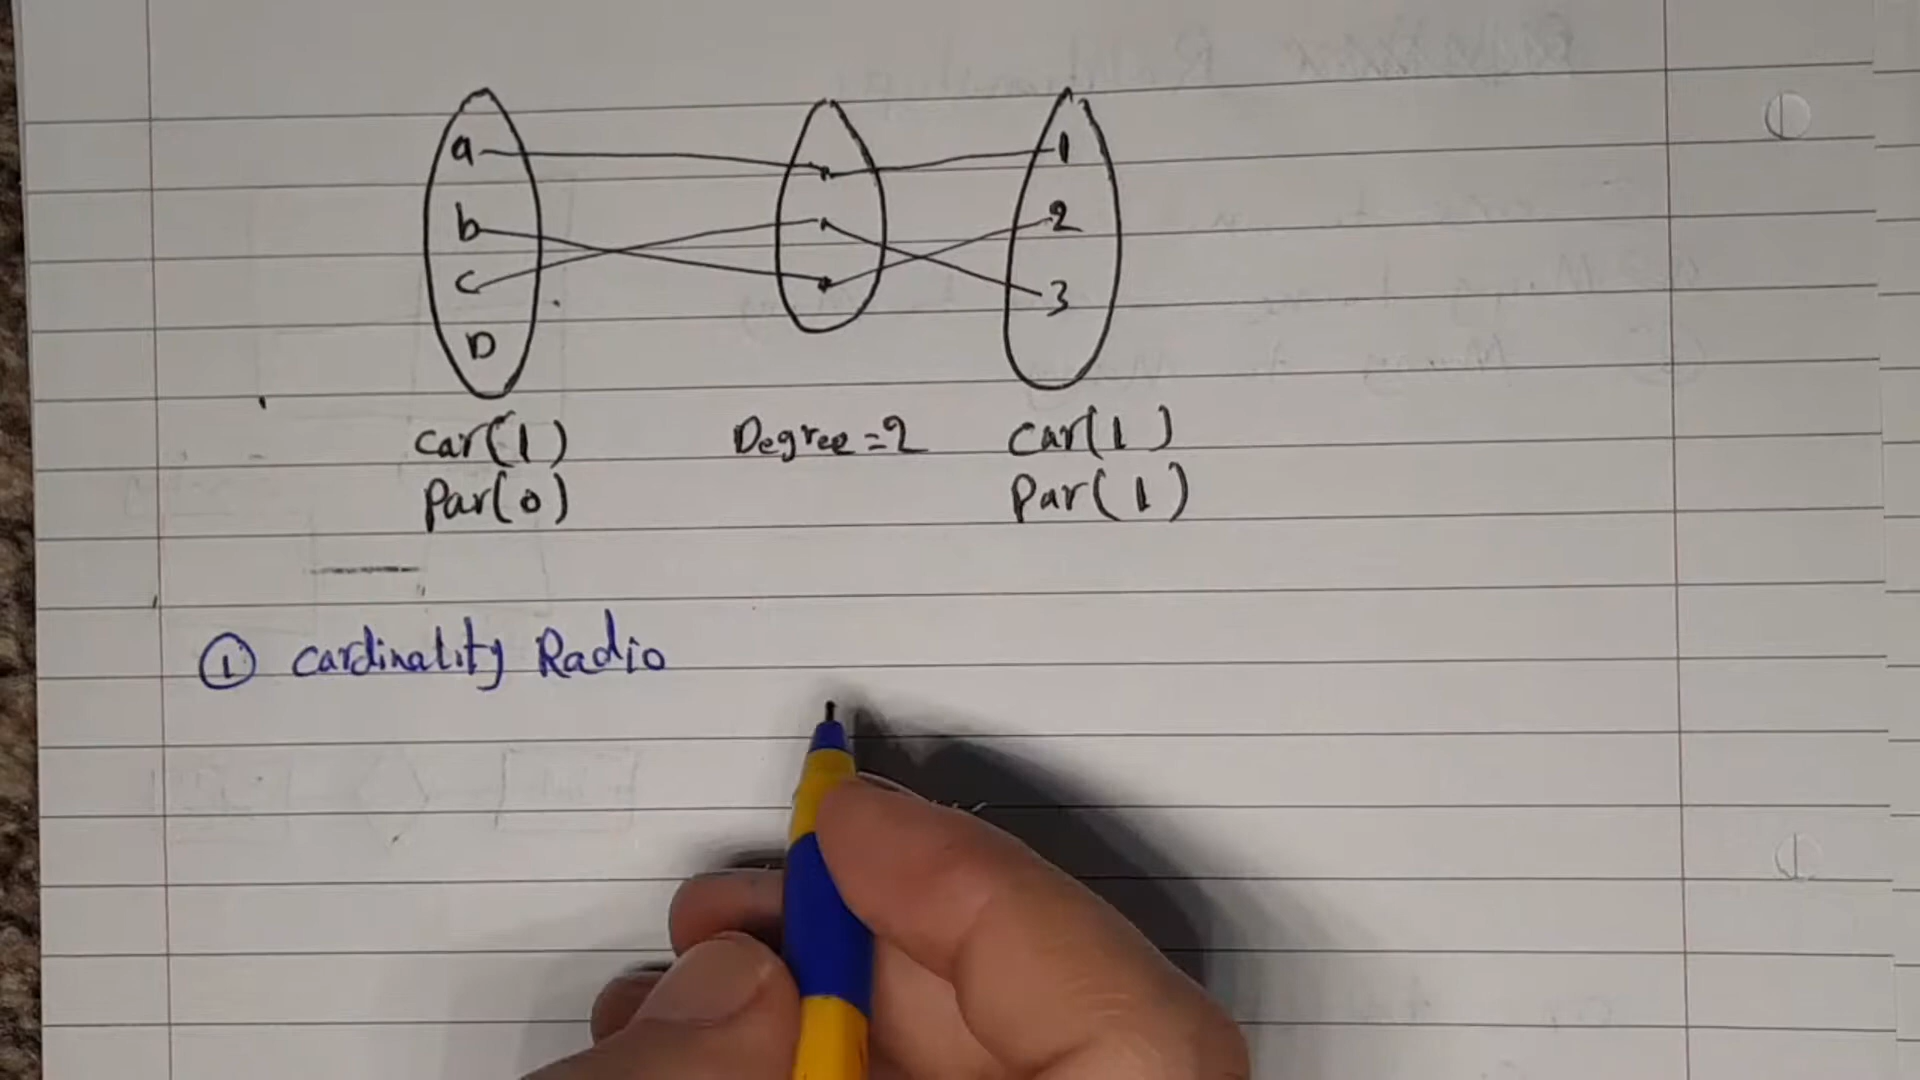 a 1
b 2
c 3
D
Car(1) Degree=2 Car(1)
Par(0) Par(1)
① Cardinality Radio